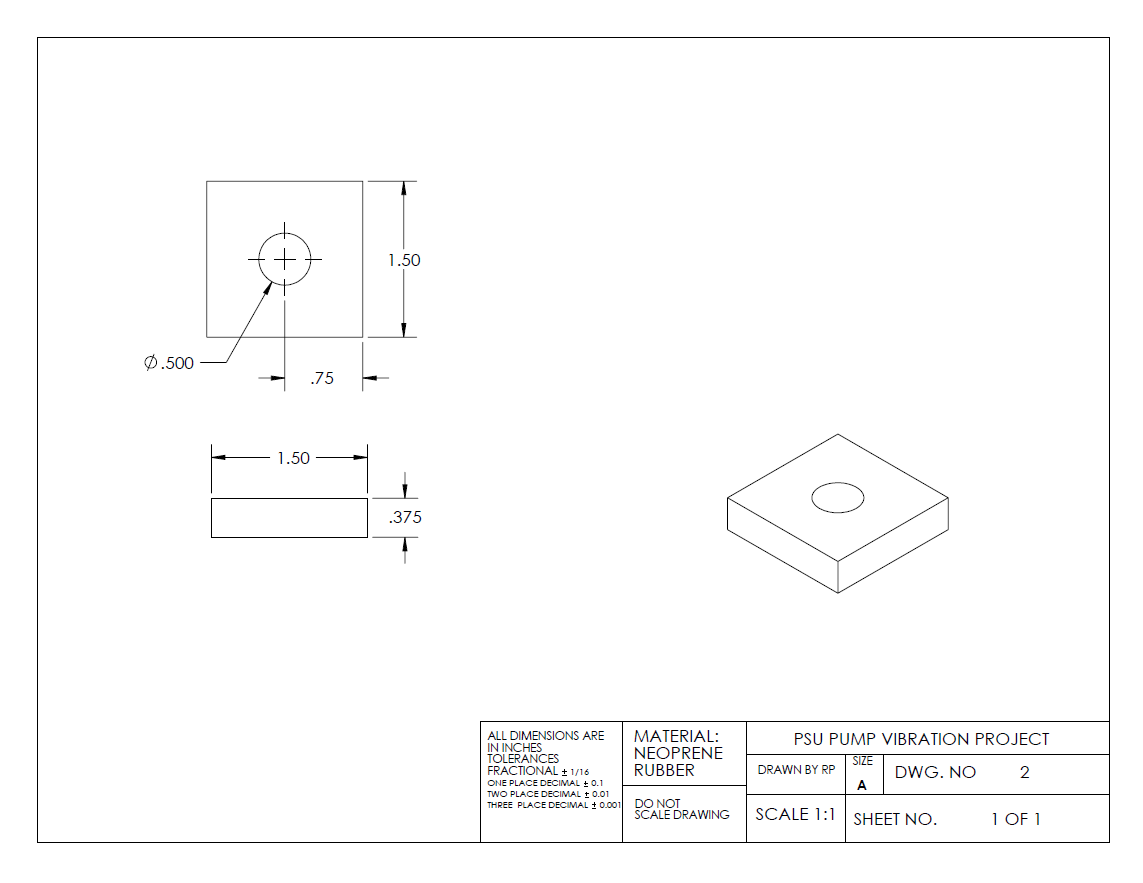 1.50
Ø.500
.75
1.50
.375
ALL DIMENSIONS ARE
IN INCHES
TOLERANCES
FRACTIONAL ± 1/16
ONE PLACE DECIMAL ± 0.1
TWO PLACE DECIMAL ± 0.01
THREE PLACE DECIMAL ± 0.001
MATERIAL:
NEOPRENE
RUBBER
DO NOT
SCALE DRAWING
PSU PUMP VIBRATION PROJECT
DRAWN BY RP
SIZE
A
DWG. NO 2
SCALE 1:1
SHEET NO. 1 OF 1